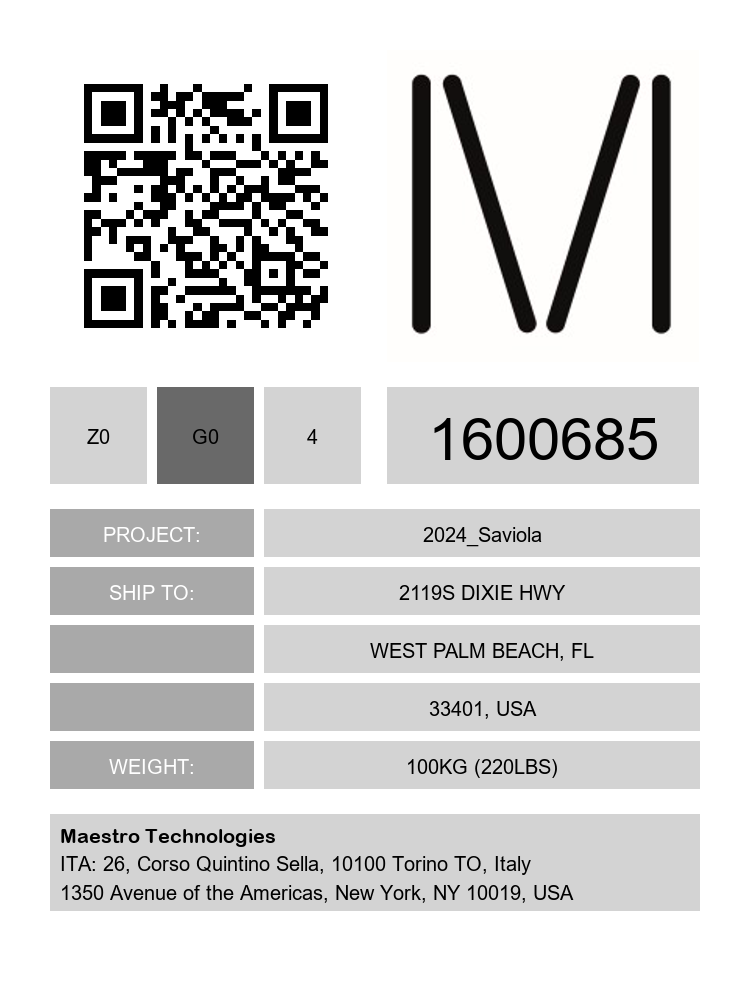 M
Z0
G0
4
1600685
PROJECT: 2024_Saviola
SHIP TO: 2119S DIXIE HWY
WEST PALM BEACH, FL
33401, USA
WEIGHT: 100KG (220LBS)
Maestro Technologies
ITA: 26, Corso Quintino Sella, 10100 Torino TO, Italy
1350 Avenue of the Americas, New York, NY 10019, USA